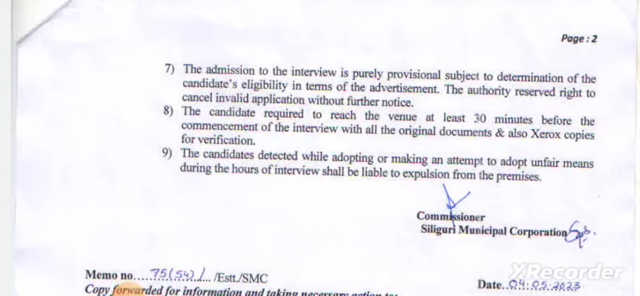 Page : 2
7) The admission to the interview is purely provisional subject to determination of the
candidate's eligibility in terms of the advertisement. The authority reserved right to
cancel invalid application without further notice.
8) The candidate required to reach the venue at least 30 minutes before the
commencement of the interview with all the original documents & also Xerox copies
for verification.
9) The candidates detected while adopting or making an attempt to adopt unfair means
during the hours of interview shall be liable to expulsion from the premises.
Commissioner
Siliguri Municipal Corporation
Memo no.....75(54)/..../Estt./SMC
Date..04.05.2023
XRecorder
Copy forwarded for information and taking necessary action to: